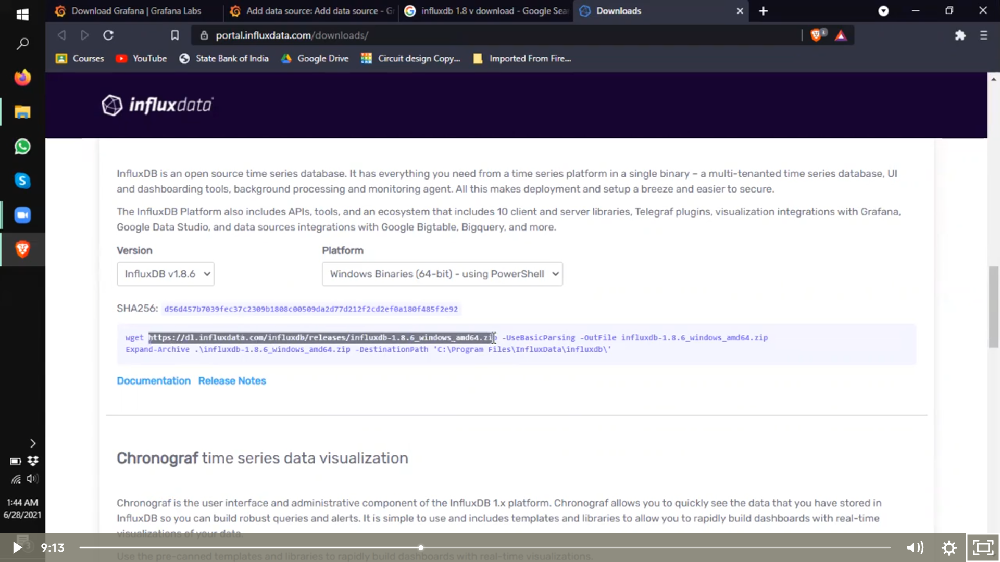 Download Grafana | Grafana Labs
Add data source: Add data source - Gr
influxdb 1.8 v download - Google Sea
Downloads
portal.influxdata.com/downloads/
3
Courses
YouTube
State Bank of India
Google Drive
Circuit design Copy...
Imported From Fire...
influxdata
InfluxDB is an open source time series database. It has everything you need from a time series platform in a single binary – a multi-tenanted time series database, UI
and dashboarding tools, background processing and monitoring agent. All this makes deployment and setup a breeze and easier to secure.
The InfluxDB Platform also includes APIs, tools, and an ecosystem that includes 10 client and server libraries, Telegraf plugins, visualization integrations with Grafana,
Google Data Studio, and data sources integrations with Google Bigtable, Bigquery, and more.
Version
Platform
InfluxDB v1.8.6
Windows Binaries (64-bit) - using PowerShell
SHA256: d56d457b7039fec37c2309b1808c00509da2d77d212f2cd2ef0a180f485f2e92
wget https://dl.influxdata.com/influxdb/releases/influxdb-1.8.6_windows_amd64.zip -UseBasicParsing -OutFile influxdb-1.8.6_windows_amd64.zip
Expand-Archive .\influxdb-1.8.6_windows_amd64.zip -DestinationPath 'C:\Program Files\InfluxData\influxdb\'
Documentation Release Notes
Chronograf time series data visualization
Chronograf is the user interface and administrative component of the InfluxDB 1.x platform. Chronograf allows you to quickly see the data that you have stored in
InfluxDB so you can build robust queries and alerts. It is simple to use and includes templates and libraries to allow you to rapidly build dashboards with real-time
visualizations of your data.
Use the pre-canned templates and libraries to rapidly build dashboards with real-time visualizations.
1:44 AM
6/28/2021
3
9:13